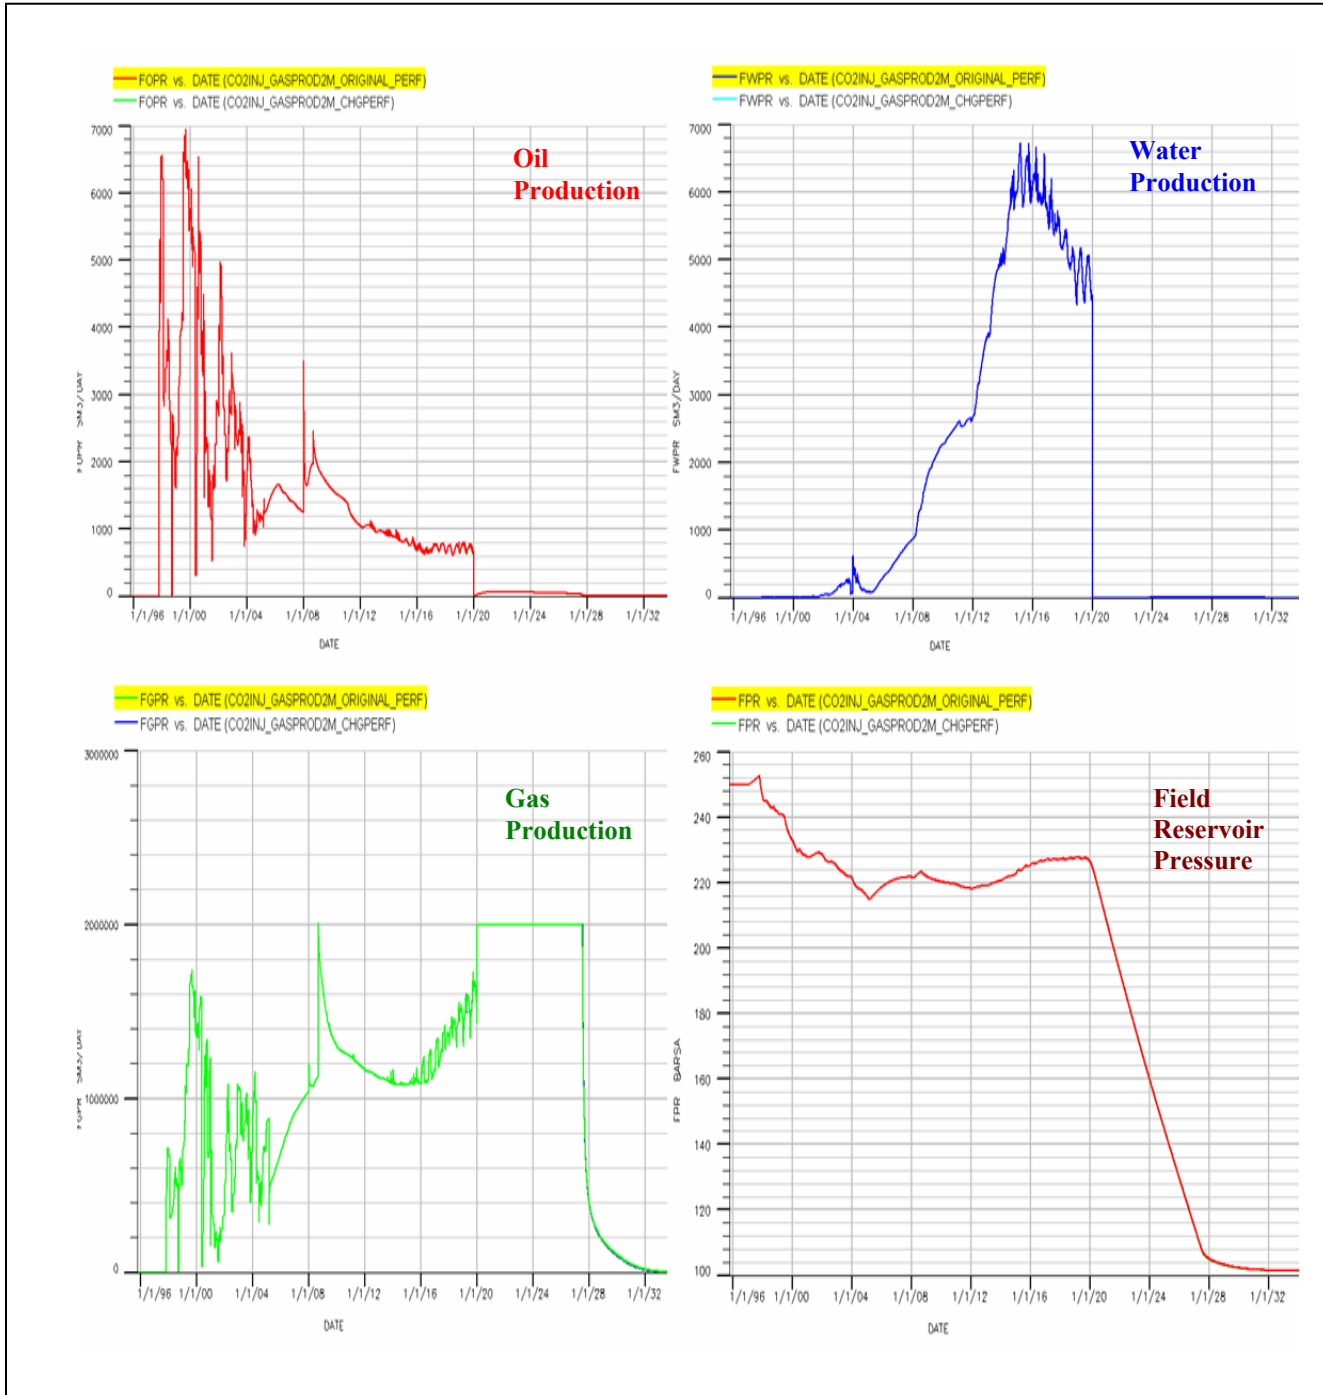 FOPR vs. DATE (CO2INJ_GASPROD2M_ORIGINAL_PERF)
FOPR vs. DATE (CO2INJ_GASPROD2M_CHGPERF)
7000
6000
5000
4000
3000
2000
1000
0
FOPR SM3/DAY
Oil
Production
1/1/96 1/1/00 1/1/04 1/1/08 1/1/12 1/1/16 1/1/20 1/1/24 1/1/28 1/1/32
DATE
FWPR vs. DATE (CO2INJ_GASPROD2M_ORIGINAL_PERF)
FWPR vs. DATE (CO2INJ_GASPROD2M_CHGPERF)
7000
6000
5000
4000
3000
2000
1000
0
FWPR SM3/DAY
Water
Production
1/1/96 1/1/00 1/1/04 1/1/08 1/1/12 1/1/16 1/1/20 1/1/24 1/1/28 1/1/32
DATE
FGPR vs. DATE (CO2INJ_GASPROD2M_ORIGINAL_PERF)
FGPR vs. DATE (CO2INJ_GASPROD2M_CHGPERF)
3000000
2000000
1000000
0
FGPR SM3/DAY
Gas
Production
1/1/96 1/1/00 1/1/04 1/1/08 1/1/12 1/1/16 1/1/20 1/1/24 1/1/28 1/1/32
DATE
FPR vs. DATE (CO2INJ_GASPROD2M_ORIGINAL_PERF)
FPR vs. DATE (CO2INJ_GASPROD2M_CHGPERF)
260
240
220
200
180
160
140
120
100
FPR BARSA
Field
Reservoir
Pressure
1/1/96 1/1/00 1/1/04 1/1/08 1/1/12 1/1/16 1/1/20 1/1/24 1/1/28 1/1/32
DATE